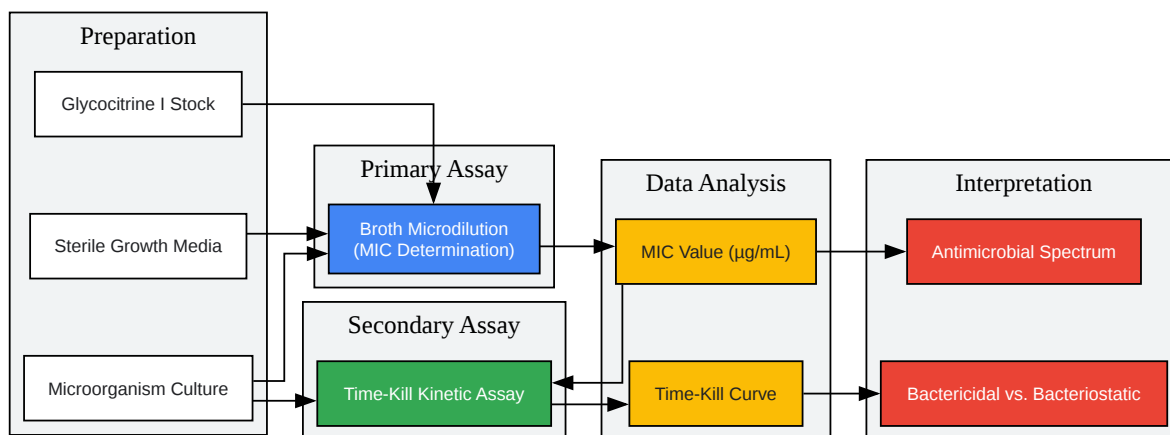 Preparation
Glycocitrine I Stock
Sterile Growth Media
Microorganism Culture
Primary Assay
Broth Microdilution
(MIC Determination)
Secondary Assay
Time-Kill Kinetic Assay
Data Analysis
MIC Value (µg/mL)
Time-Kill Curve
Interpretation
Antimicrobial Spectrum
Bactericidal vs. Bacteriostatic